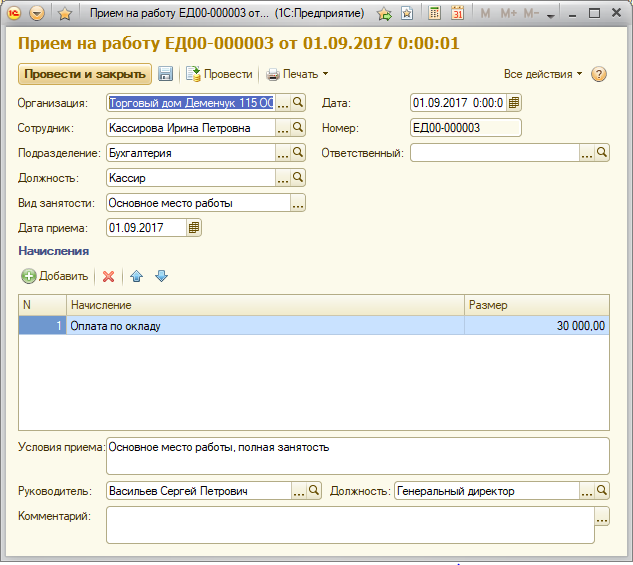 Прием на работу ЕД00-000003 от... (1С:Предприятие)
M M+ M-
Прием на работу ЕД00-000003 от 01.09.2017 0:00:01
Провести и закрыть Провести Печать Все действия ?
Организация: Торговый дом Деменчук 115 ОО ... Дата: 01.09.2017 0:00:0
Сотрудник: Кассирова Ирина Петровна ... Номер: ЕД00-000003
Подразделение: Бухгалтерия ... Ответственный: ...
Должность: Кассир ...
Вид занятости: Основное место работы ...
Дата приема: 01.09.2017
Начисления
Добавить
N Начисление Размер
1 Оплата по окладу 30 000,00
Условия приема: Основное место работы, полная занятость
Руководитель: Васильев Сергей Петрович ... Должность: Генеральный директор ...
Комментарий: ...